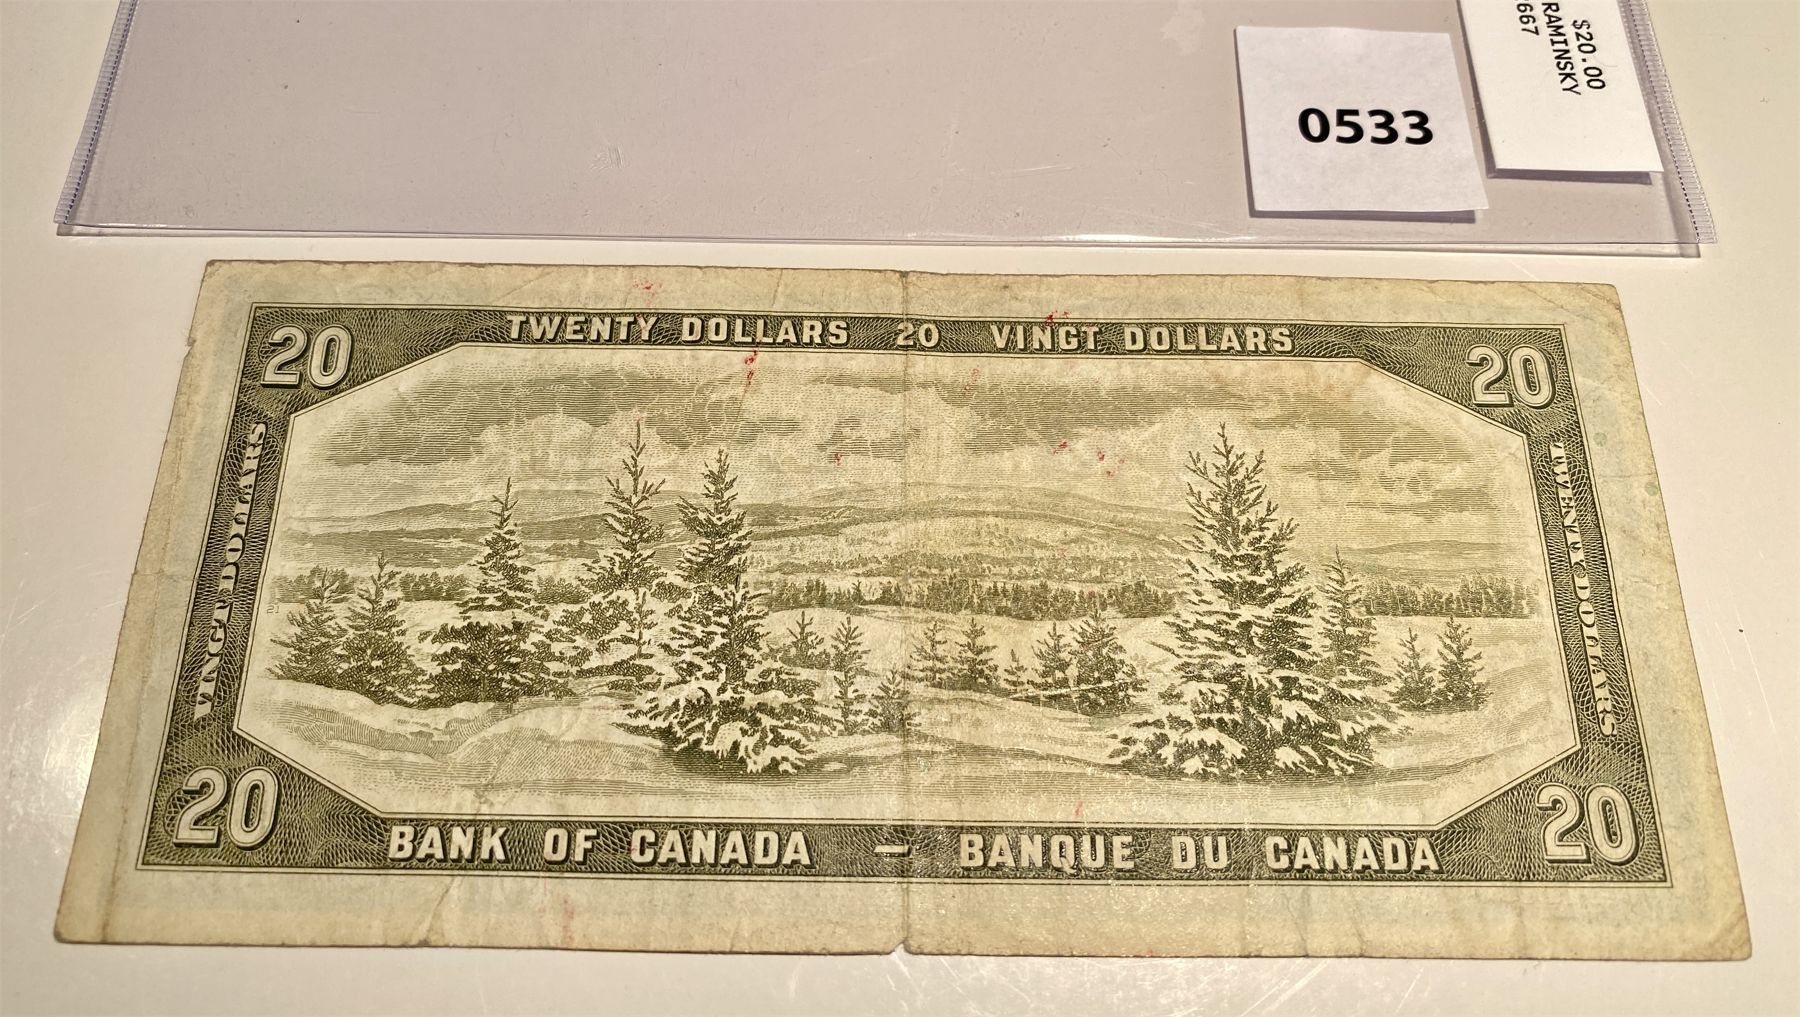 $20.00
RAMINSKY
667
0533
TWENTY DOLLARS 20 VINGT DOLLARS
20
20
VINGT DOLLARS
TWENTY DOLLARS
21
20
20
BANK OF CANADA – BANQUE DU CANADA